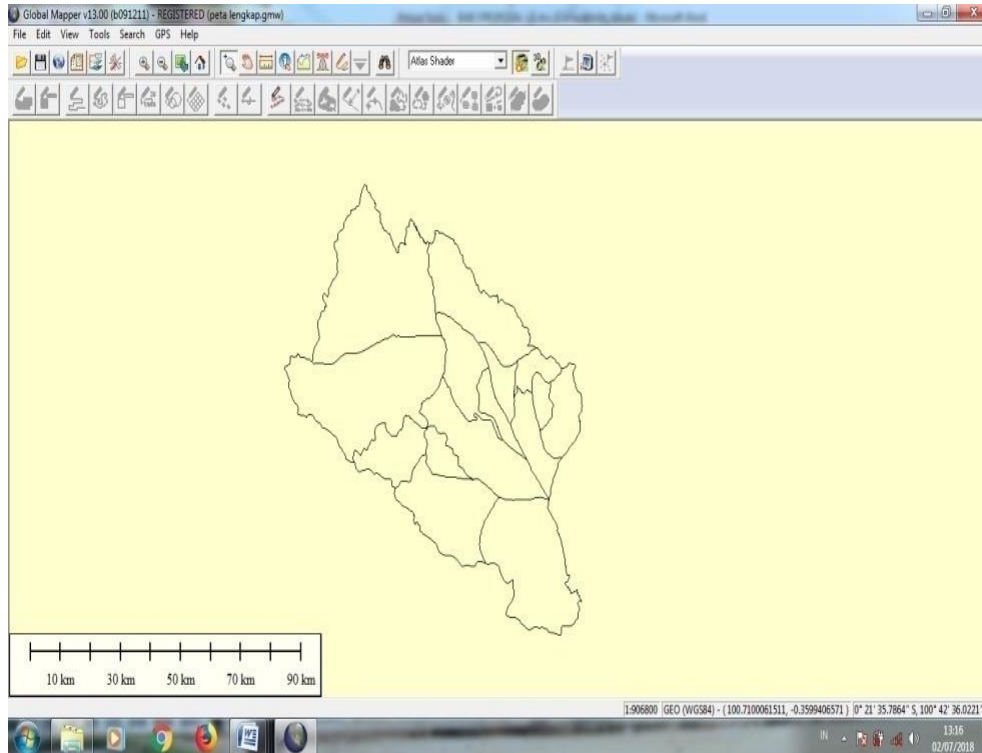 Global Mapper v13.00 (b091211) - REGISTERED (peta lengkap.gmw)
File Edit View Tools Search GPS Help
Atlas Shader
10 km 30 km 50 km 70 km 90 km
1:906800 GEO (WGS84) - ( 100.7100061511, -0.3599406571 ) 0° 21' 35.7864" S, 100° 42' 36.0221"
IN 13:16
02/07/2018